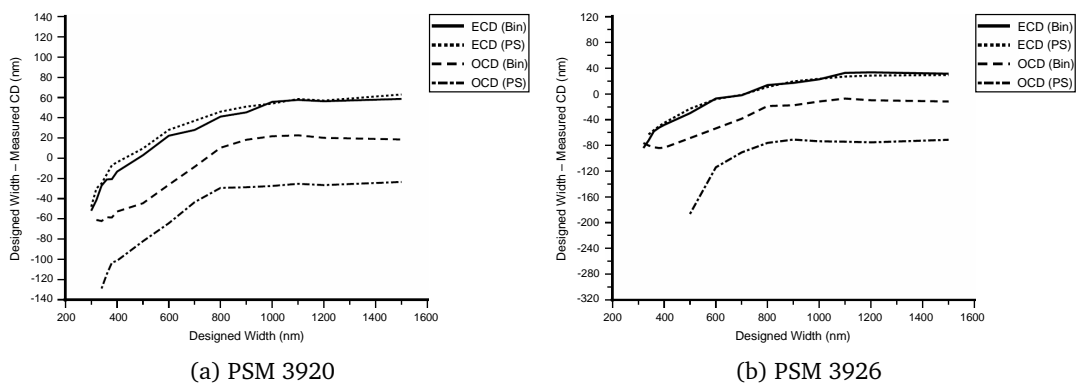 140
120
100
80
60
40
20
0
-20
-40
-60
-80
-100
-120
-140
200 400 600 800 1000 1200 1400 1600
Designed Width (nm)
Designed Width – Measured CD (nm)
ECD (Bin)
ECD (PS)
OCD (Bin)
OCD (PS)
(a) PSM 3920
120
80
40
0
-40
-80
-120
-160
-200
-240
-280
-320
200 400 600 800 1000 1200 1400 1600
Designed Width (nm)
Designed Width – Measured CD (nm)
ECD (Bin)
ECD (PS)
OCD (Bin)
OCD (PS)
(b) PSM 3926